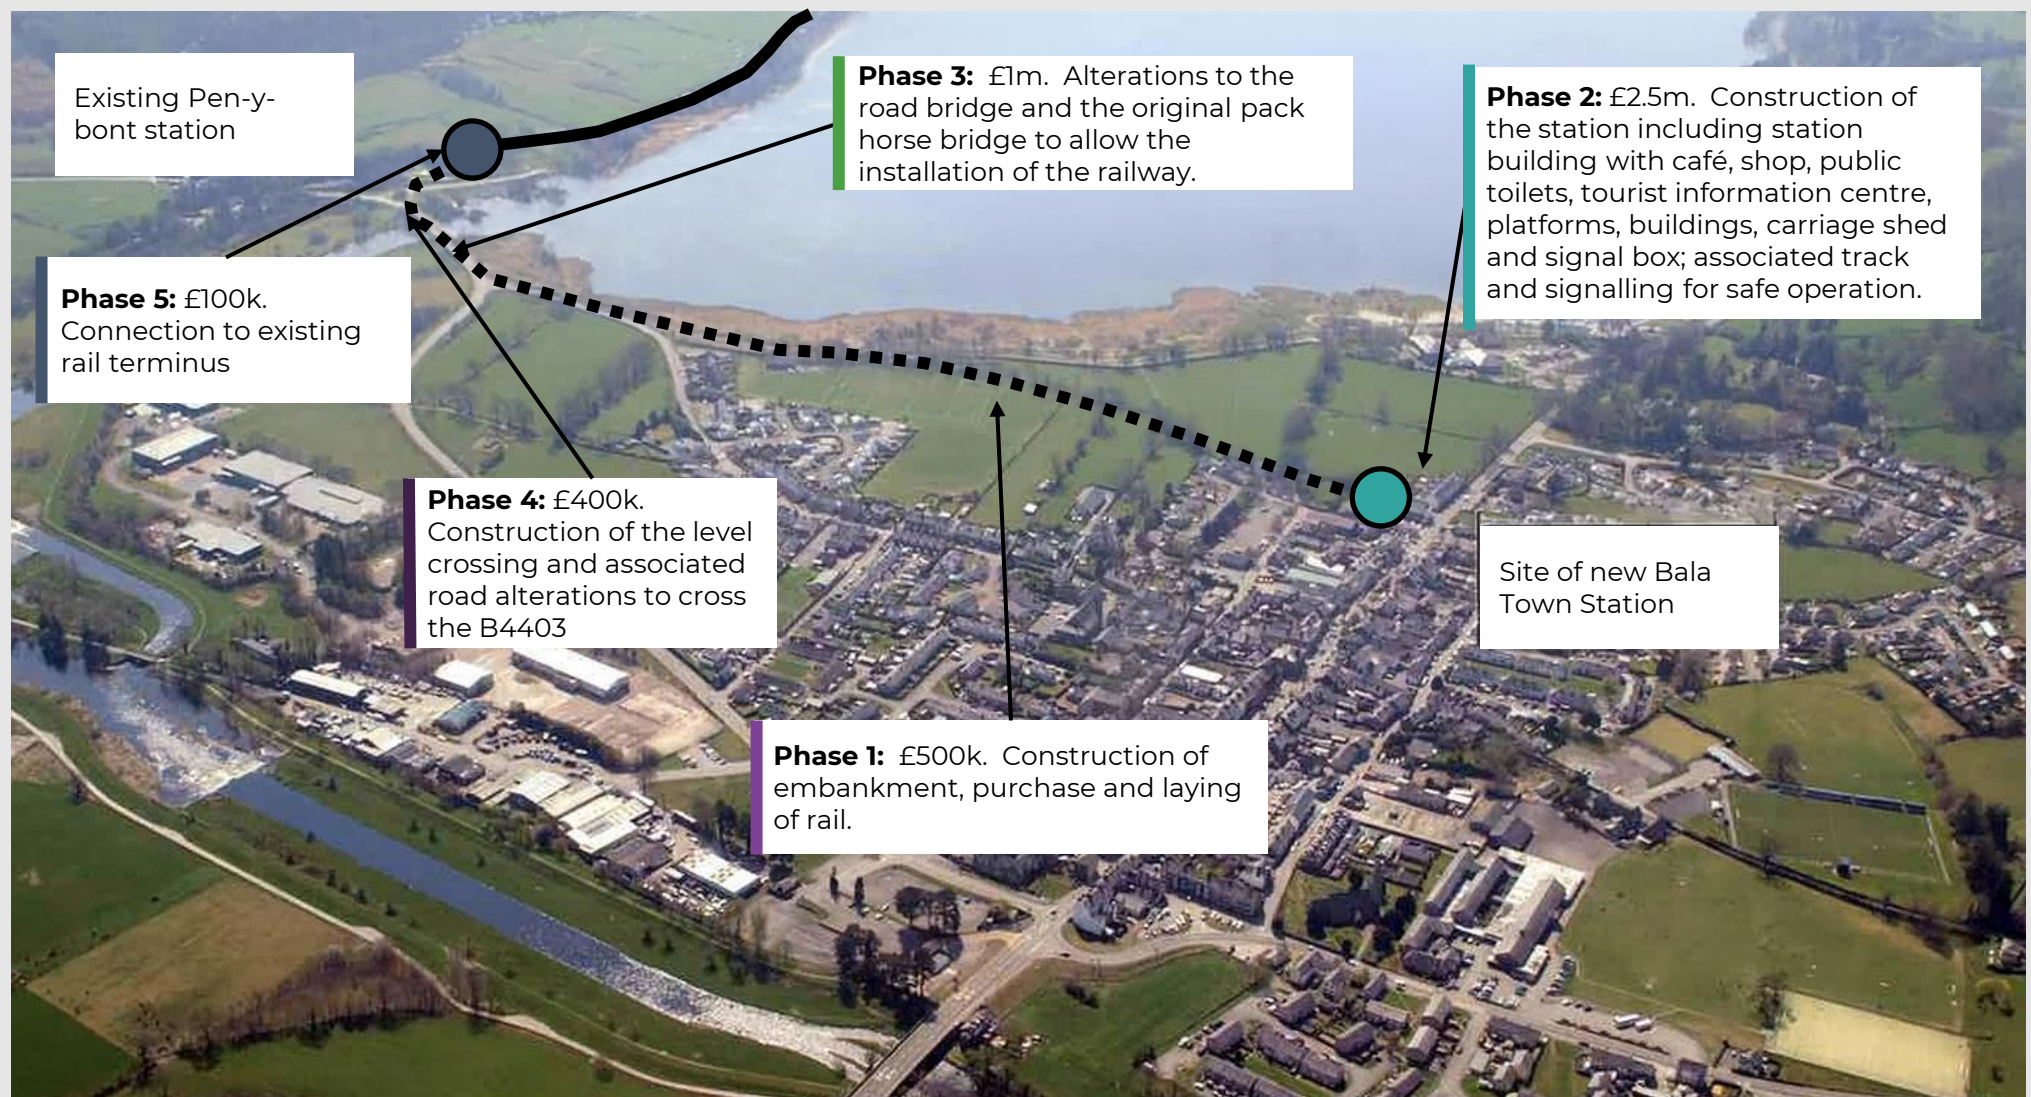 Existing Pen-y-
bont station
Phase 3: £1m. Alterations to the
road bridge and the original pack
horse bridge to allow the
installation of the railway.
Phase 2: £2.5m. Construction of
the station including station
building with café, shop, public
toilets, tourist information centre,
platforms, buildings, carriage shed
and signal box; associated track
and signalling for safe operation.
Phase 5: £100k.
Connection to existing
rail terminus
Phase 4: £400k.
Construction of the level
crossing and associated
road alterations to cross
the B4403
Site of new Bala
Town Station
Phase 1: £500k. Construction of
embankment, purchase and laying
of rail.